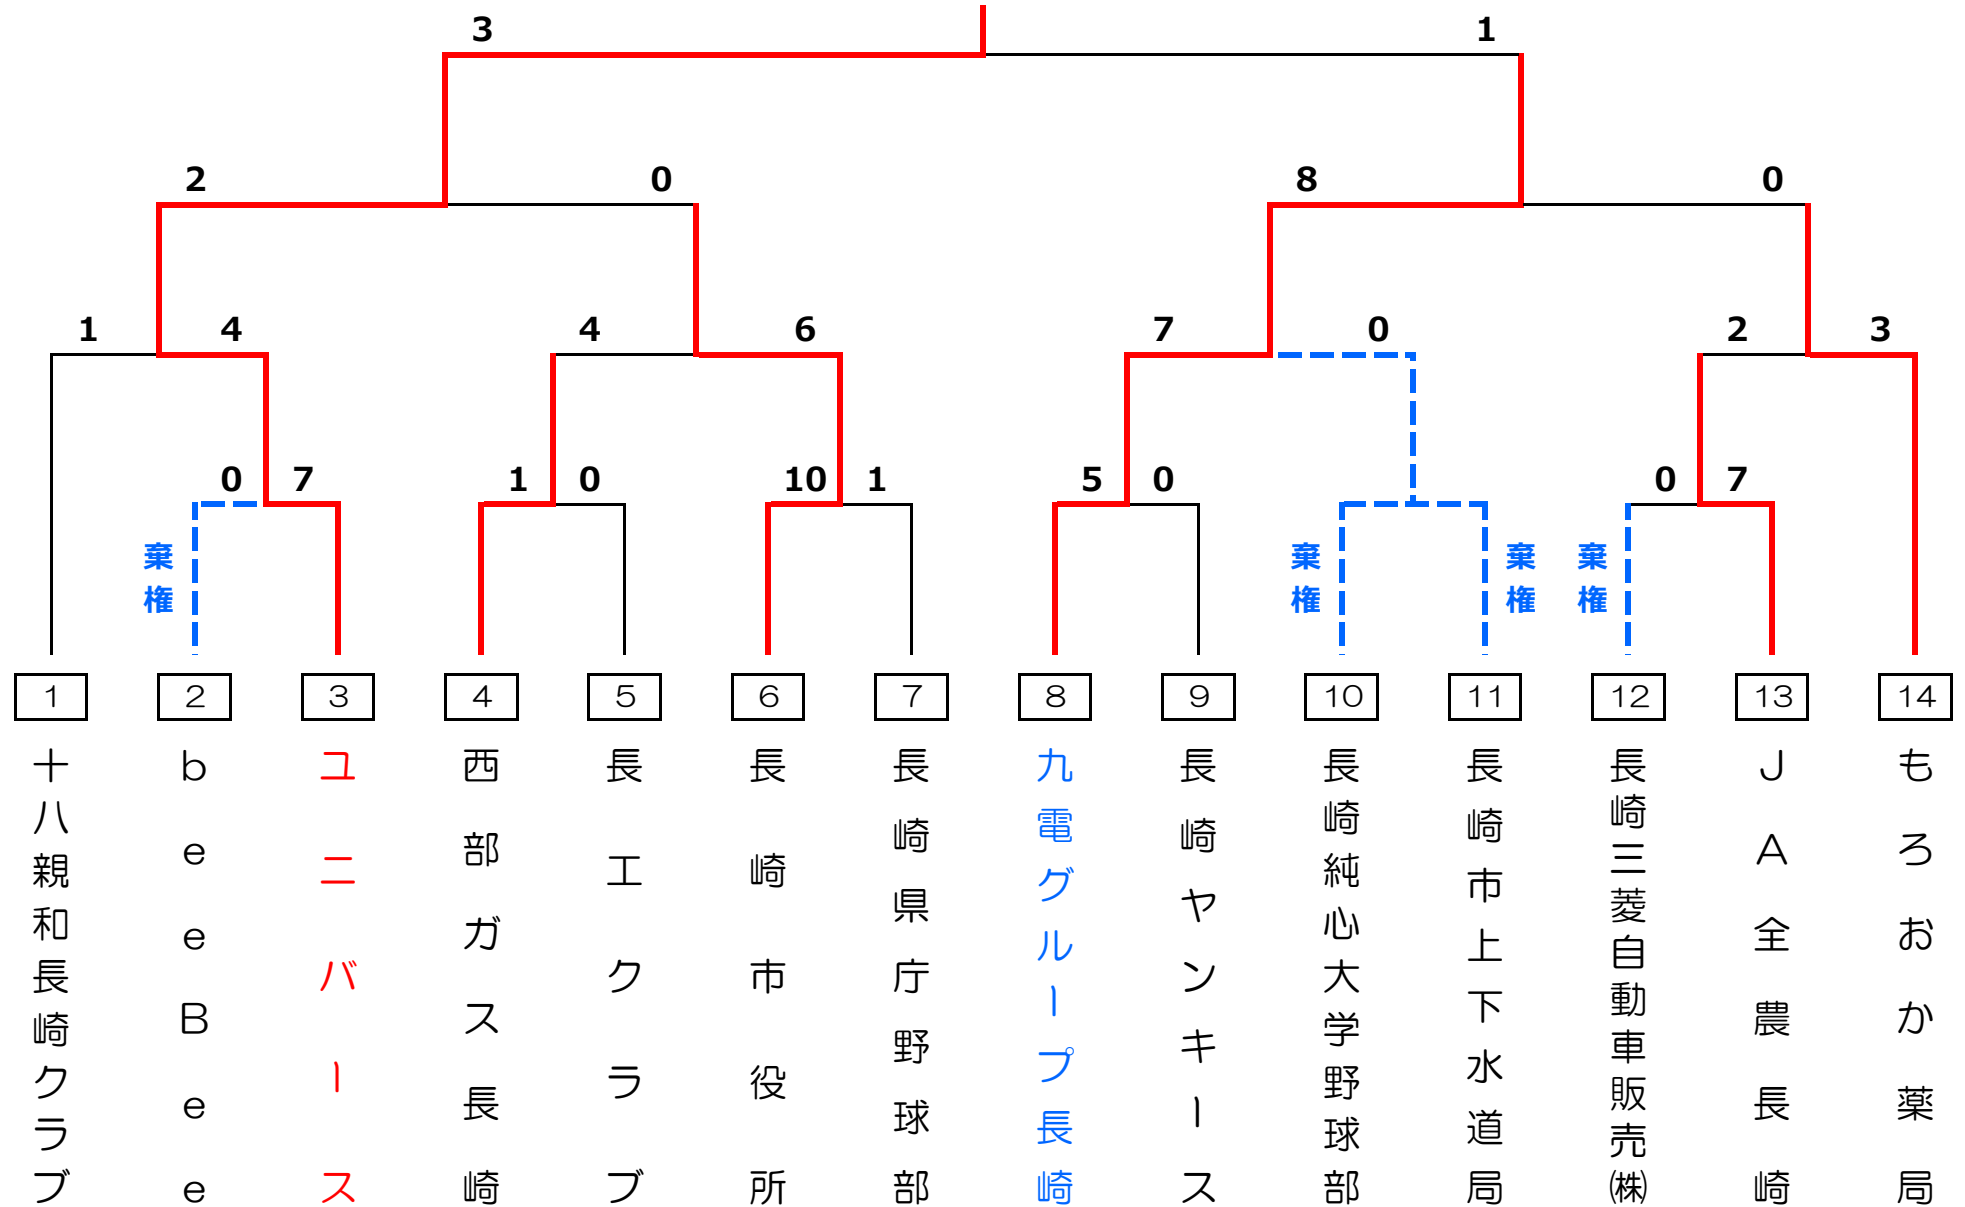 3 1
2 0 8 0
1 4 4 6 7 0 2 3
0 7 1 0 10 1 5 0 0 7
棄権 棄権 棄権 棄権
1 2 3 4 5 6 7 8 9 10 11 12 13 14
十八親和長崎クラブ
beeBee
ユニバース
西部ガス長崎
長工クラブ
長崎市役所
長崎県庁野球部
九電グループ長崎
長崎ヤンキース
長崎純心大学野球部
長崎市上下水道局
長崎三菱自動車販売㈱
JA全農長崎
もろおか薬局